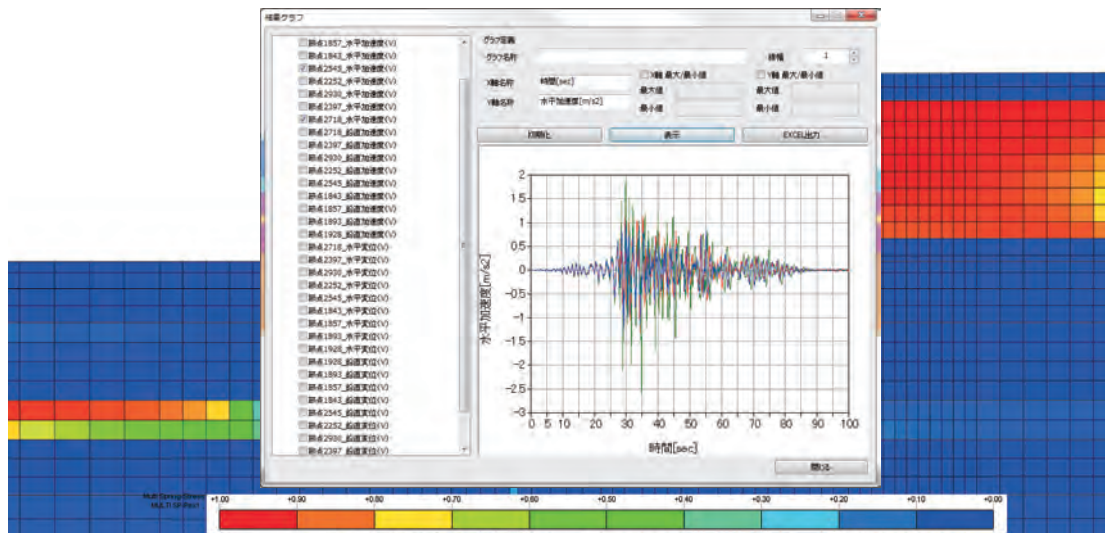 結果グラフ
節点1857_水平加速度(V)
節点1843_水平加速度(V)
節点2545_水平加速度(V)
節点2252_水平加速度(V)
節点2930_水平加速度(V)
節点2397_水平加速度(V)
節点2718_水平加速度(V)
節点2718_鉛直加速度(V)
節点2397_鉛直加速度(V)
節点2930_鉛直加速度(V)
節点2252_鉛直加速度(V)
節点2545_鉛直加速度(V)
節点1843_鉛直加速度(V)
節点1857_鉛直加速度(V)
節点1893_鉛直加速度(V)
節点1928_鉛直加速度(V)
節点2718_水平変位(V)
節点2397_水平変位(V)
節点2930_水平変位(V)
節点2252_水平変位(V)
節点2545_水平変位(V)
節点1843_水平変位(V)
節点1857_水平変位(V)
節点1893_水平変位(V)
節点1928_水平変位(V)
節点1928_鉛直変位(V)
節点1893_鉛直変位(V)
節点1857_鉛直変位(V)
節点1843_鉛直変位(V)
節点2545_鉛直変位(V)
節点2252_鉛直変位(V)
節点2930_鉛直変位(V)
節点2397_鉛直変位(V)
グラフ定義
グラフ名称
線幅 1
X軸名称 時間[sec]
Y軸名称 水平加速度[m/s2]
X軸 最大/最小値
最大値
最小値
Y軸 最大/最小値
最大値
最小値
初期化 表示 EXCEL出力
2
1.5
1
0.5
0
-0.5
-1
-1.5
-2
-2.5
-3
水平加速度[m/s2]
0 5 10 20 30 40 50 60 70 80 90 100
時間[sec]
閉じる
+1.00 +0.90 +0.80 +0.70 +0.60 +0.50 +0.40 +0.30 +0.20 +0.10 +0.00